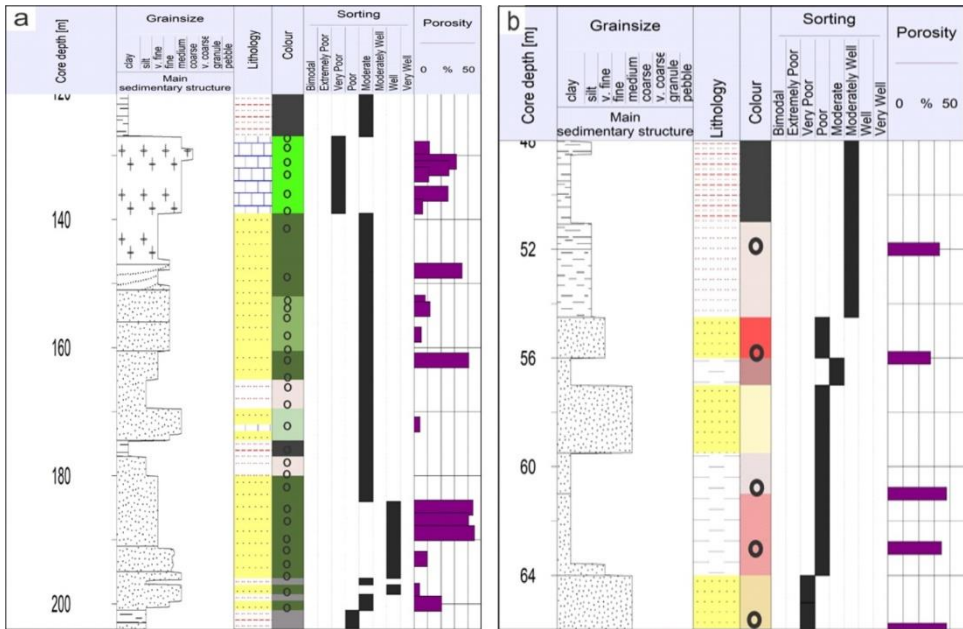 a
Core depth [m]
Grainsize
clay
silt
v. fine
fine
medium
coarse
v. coarse
granule
pebble
Main
sedimentary structure
Lithology
Colour
Sorting
Bimodal
Extremely Poor
Very Poor
Poor
Moderate
Moderately Well
Well
Very Well
Porosity
0 % 50
120
140
160
180
200
b
Core depth [m]
Grainsize
clay
silt
v. fine
fine
medium
coarse
v. coarse
granule
pebble
Main
sedimentary structure
Lithology
Colour
Sorting
Bimodal
Extremely Poor
Very Poor
Poor
Moderate
Moderately Well
Well
Very Well
Porosity
0 % 50
52
56
60
64